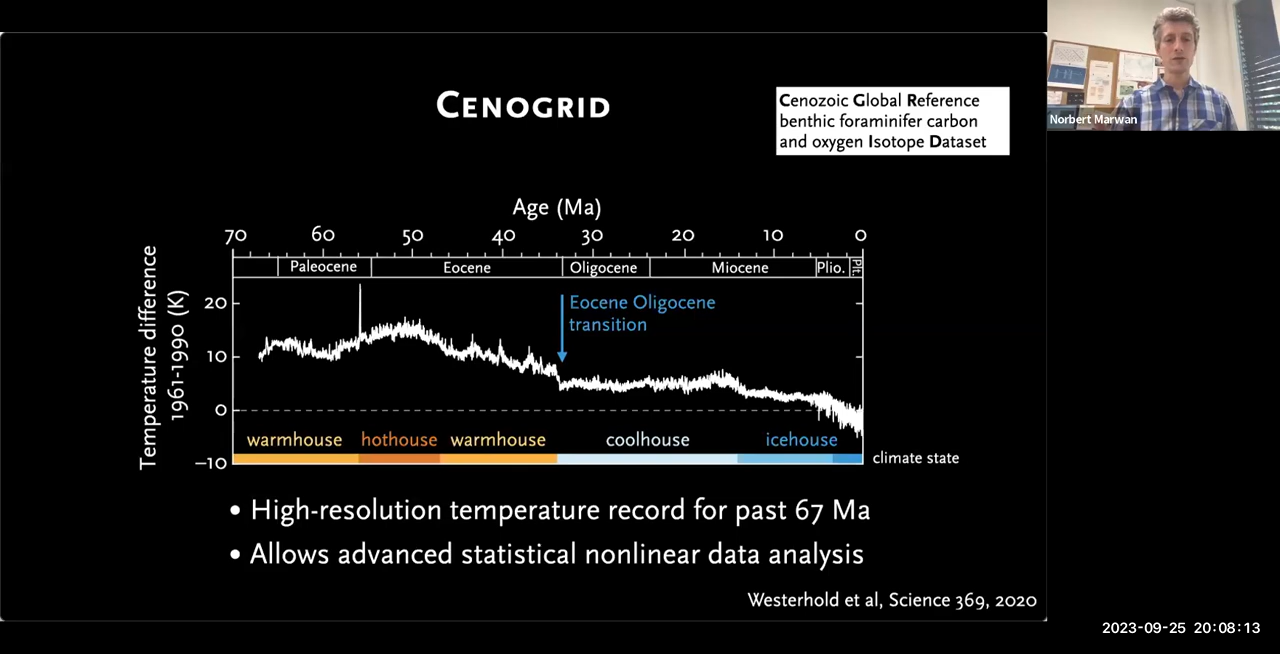 Cenogrid
Cenozoic Global Reference
benthic foraminifer carbon
and oxygen Isotope Dataset
Norbert Marwan
Age (Ma)
70 60 50 40 30 20 10 0
Paleocene Eocene Oligocene Miocene Plio. Plt.
Temperature difference
1961-1990 (K)
20
10
0
–10
Eocene Oligocene
transition
warmhouse hothouse warmhouse coolhouse icehouse
climate state
• High-resolution temperature record for past 67 Ma
• Allows advanced statistical nonlinear data analysis
Westerhold et al, Science 369, 2020
2023-09-25 20:08:13